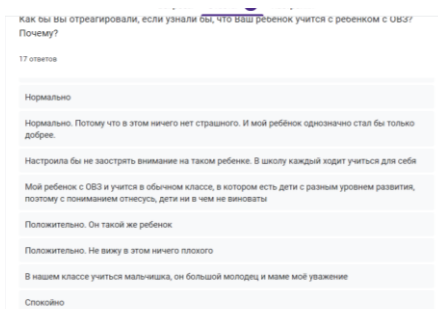 Как бы Вы отреагировали, если узнали бы, что Ваш ребенок учится с ребенком с ОВЗ?
Почему?
17 ответов
Нормально
Нормально. Потому что в этом ничего нет страшного. И мой ребёнок однозначно стал бы только
добрее.
Настроила бы не заострять внимание на таком ребенке. В школу каждый ходит учиться для себя
Мой ребенок с ОВЗ и учится в обычном классе, в котором есть дети с разным уровнем развития,
поэтому с пониманием отнесусь, дети ни в чем не виноваты
Положительно. Он такой же ребенок
Положительно. Не вижу в этом ничего плохого
В нашем классе учиться мальчишка, он большой молодец и маме моё уважение
Спокойно